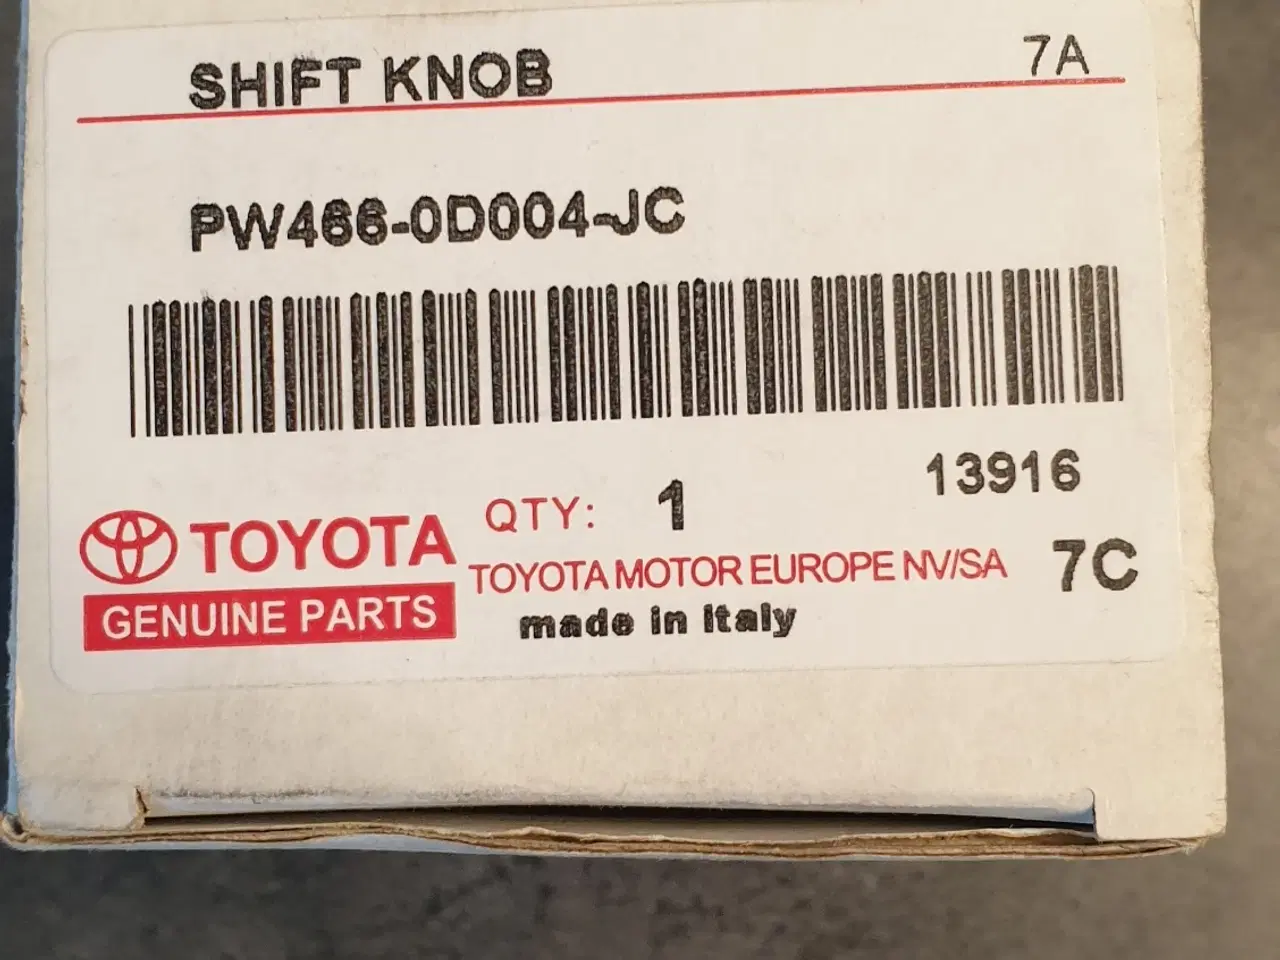 SHIFT KNOB 7A
PW466-0D004-JC
13916
QTY: 1
TOYOTA
TOYOTA MOTOR EUROPE NV/SA 7C
GENUINE PARTS
made in Italy